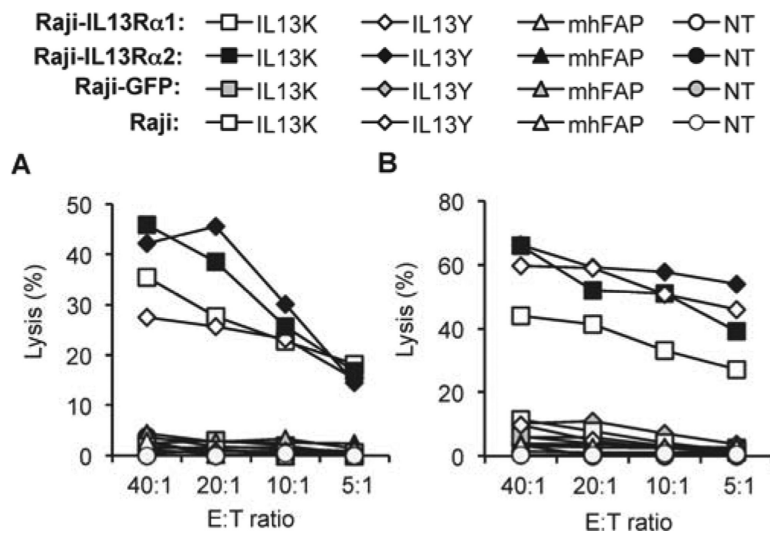 Raji-IL13Rα1: IL13K IL13Y mhFAP NT
Raji-IL13Rα2: IL13K IL13Y mhFAP NT
Raji-GFP: IL13K IL13Y mhFAP NT
Raji: IL13K IL13Y mhFAP NT
A
50
40
30
20
10
0
Lysis (%)
40:1 20:1 10:1 5:1
E:T ratio
B
80
60
40
20
0
Lysis (%)
40:1 20:1 10:1 5:1
E:T ratio